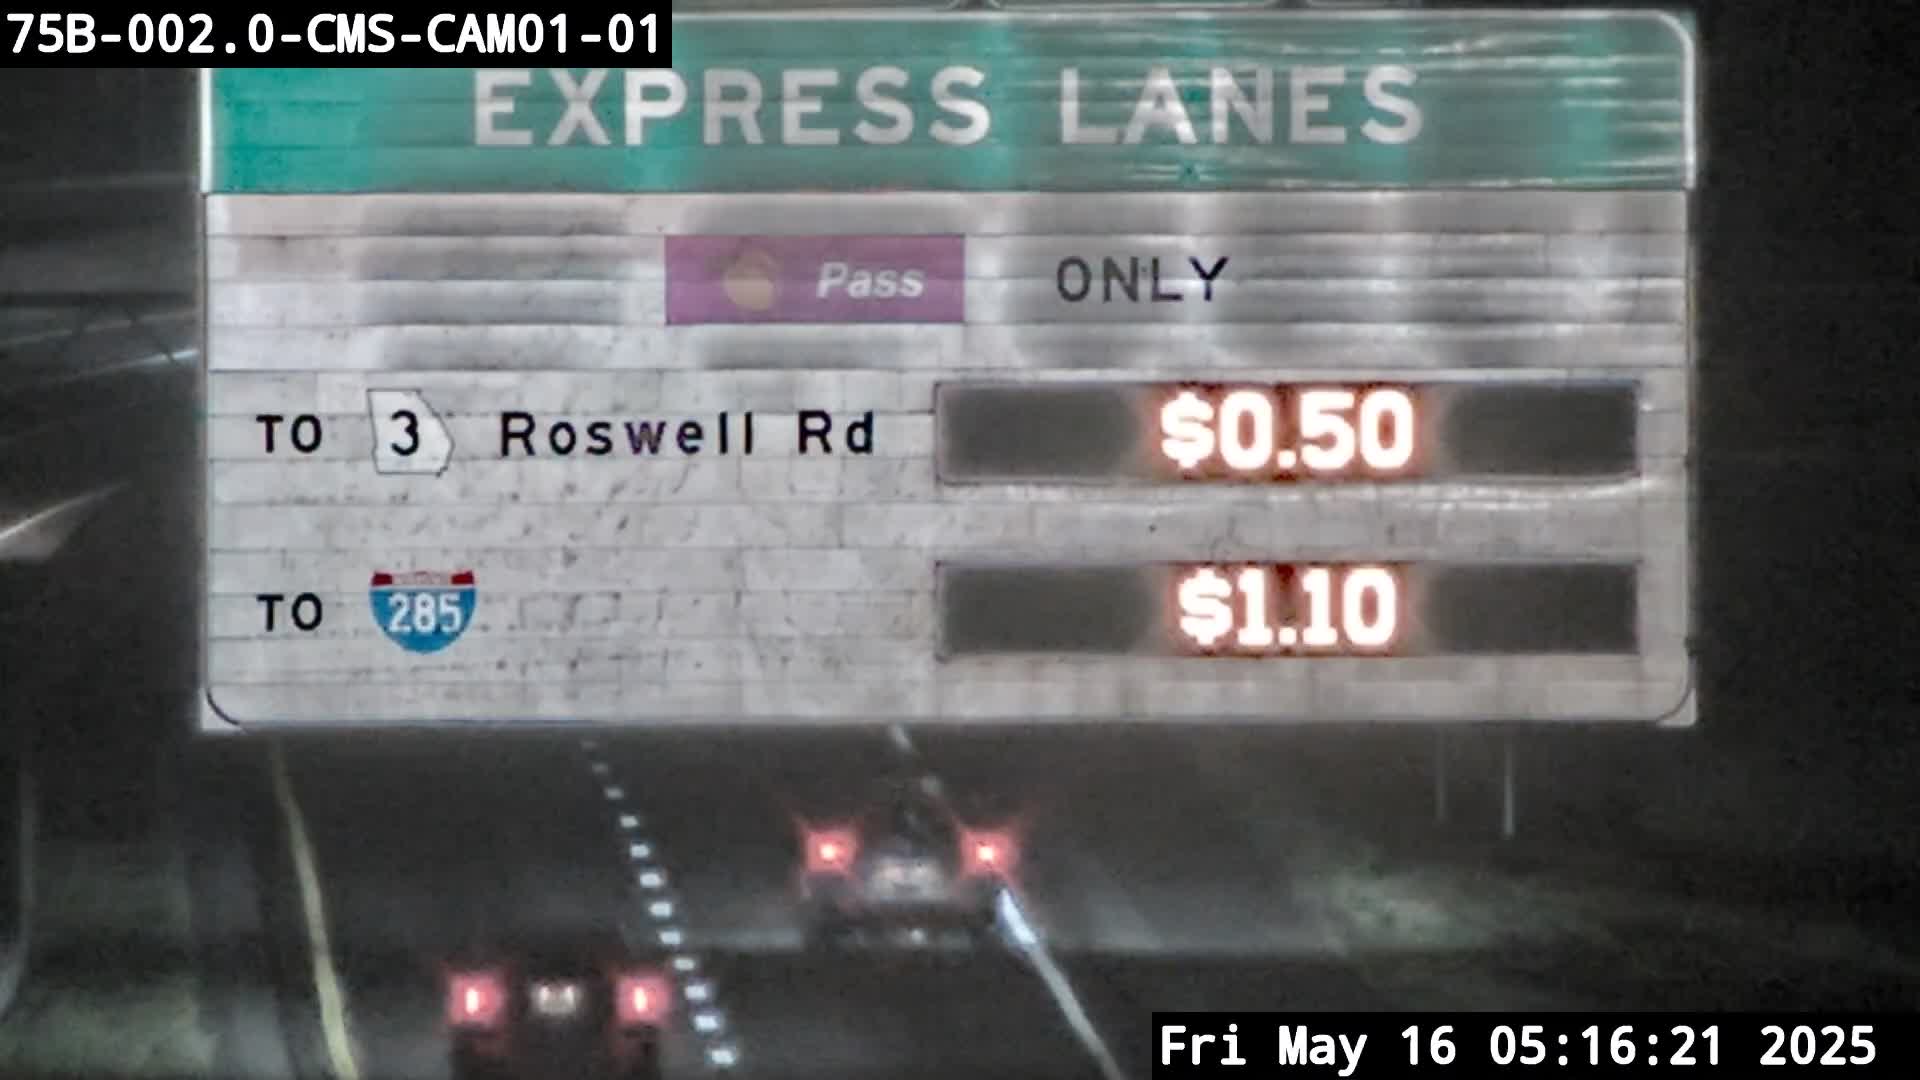 75B-002.0-CMS-CAM01-01
EXPRESS LANES
Pass ONLY
TO 3 Roswell Rd $0.50
TO 285 $1.10
Fri May 16 05:16:21 2025